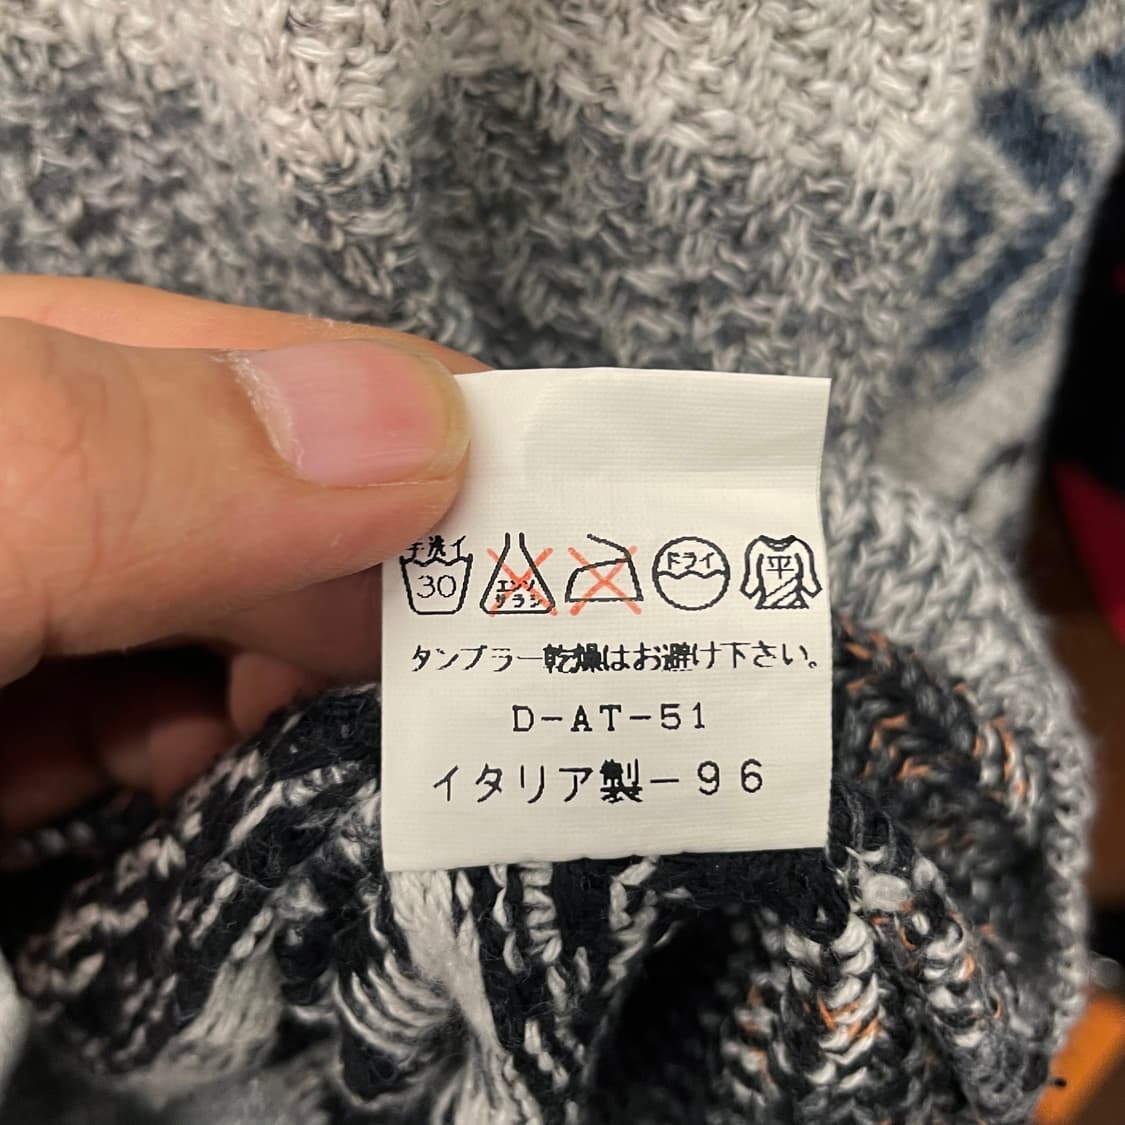 手洗イ 30 エンソサラシ ドライ 平
タンブラー乾燥はお避け下さい。
D-AT-51
イタリア製-96